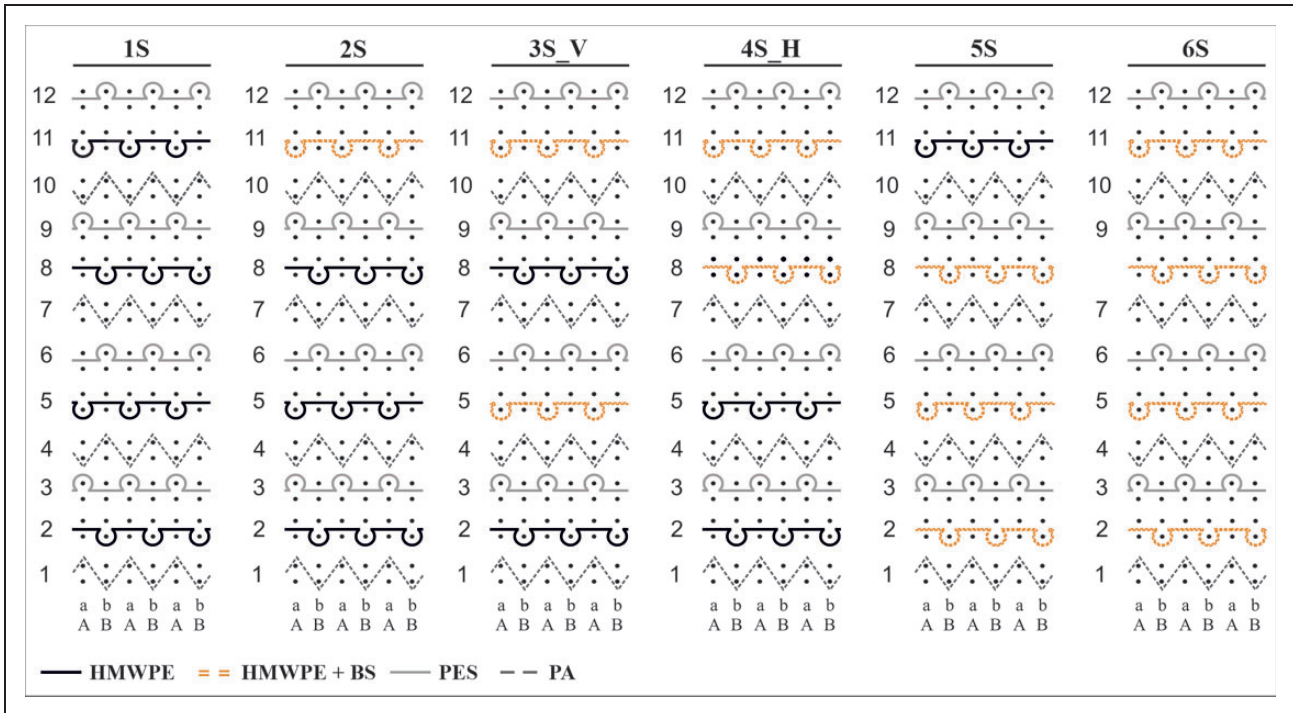 1S 2S 3S_V 4S_H 5S 6S
12 12 12 12 12 12
11 11 11 11 11 11
10 10 10 10 10 10
9 9 9 9 9 9
8 8 8 8 8 8
7 7 7 7 7 7
6 6 6 6 6 6
5 5 5 5 5 5
4 4 4 4 4 4
3 3 3 3 3 3
2 2 2 2 2 2
1 1 1 1 1 1
a b a b a b a b a b a b a b a b a b a b a b a b a b a b a b a b a b a b
A B A B A B A B A B A B A B A B A B A B A B A B A B A B A B A B A B A B
HMWPE HMWPE + BS PES PA